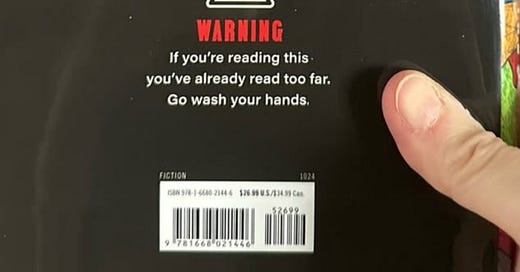 WARNING
If you're reading this
you've already read too far.
Go wash your hands.
FICTION 1024
ISBN 978-1-6680-2144-6 $26.99 U.S./$34.99 Can.
52699
9 781668 021446